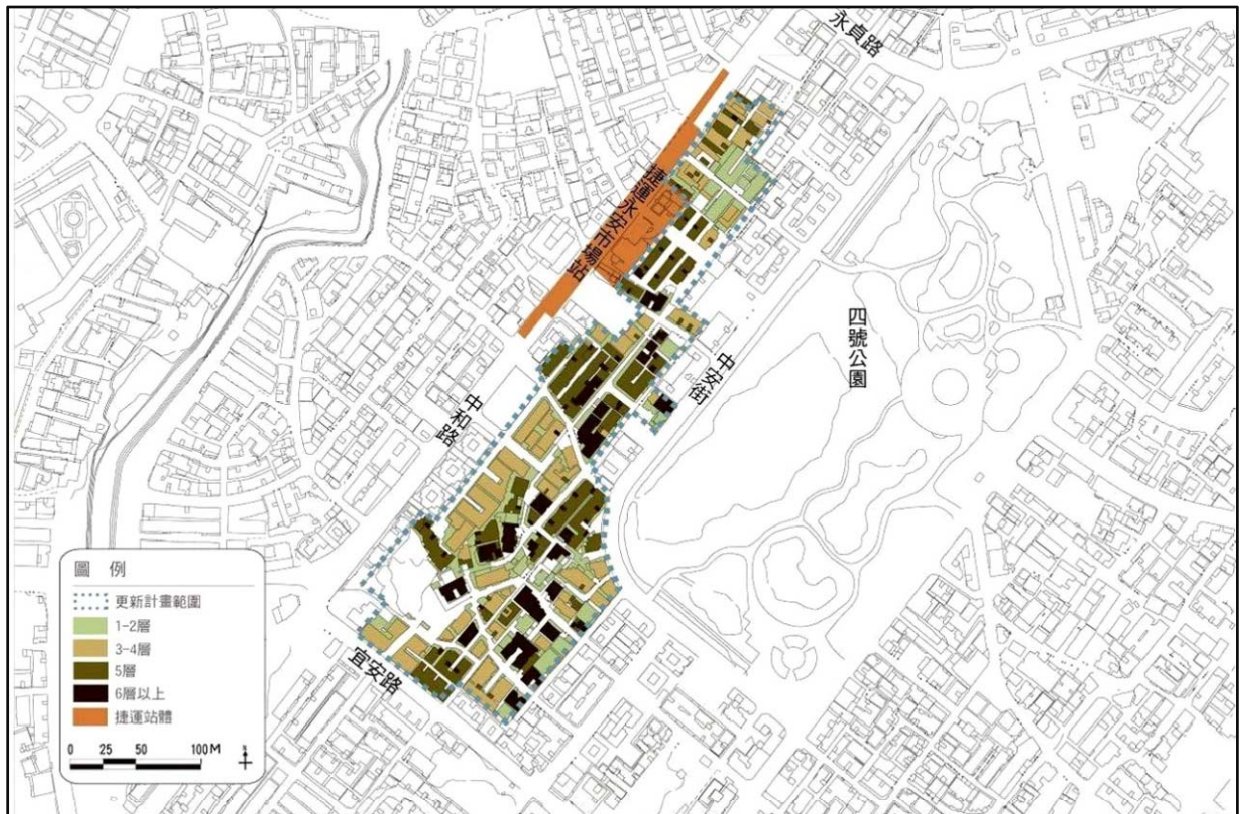 永貞路
捷運永安市場站
四號公園
中安街
中和路
宜安路
圖 例
更新計畫範圍
1-2層
3-4層
5層
6層以上
捷運站體
0 25 50 100 M
N